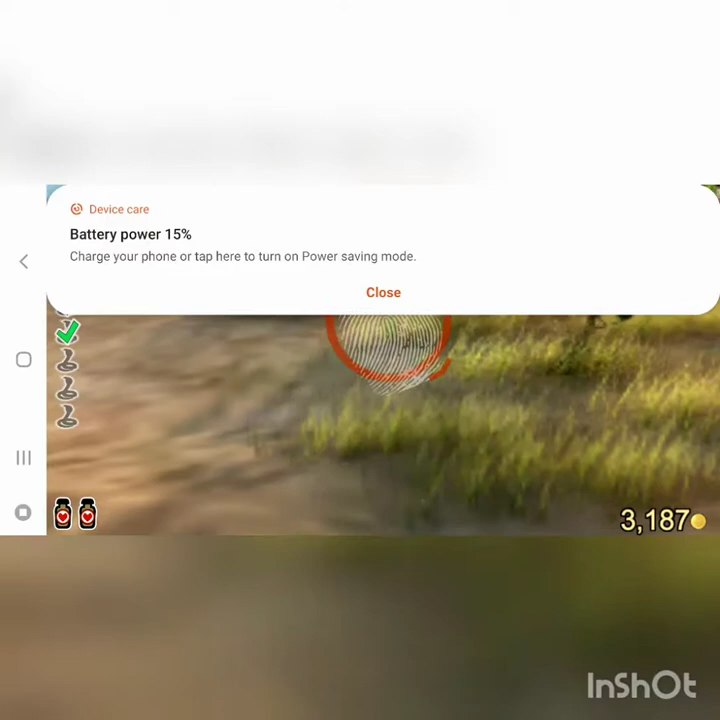 Device care
Battery power 15%
Charge your phone or tap here to turn on Power saving mode.
Close
3,187
InShOt